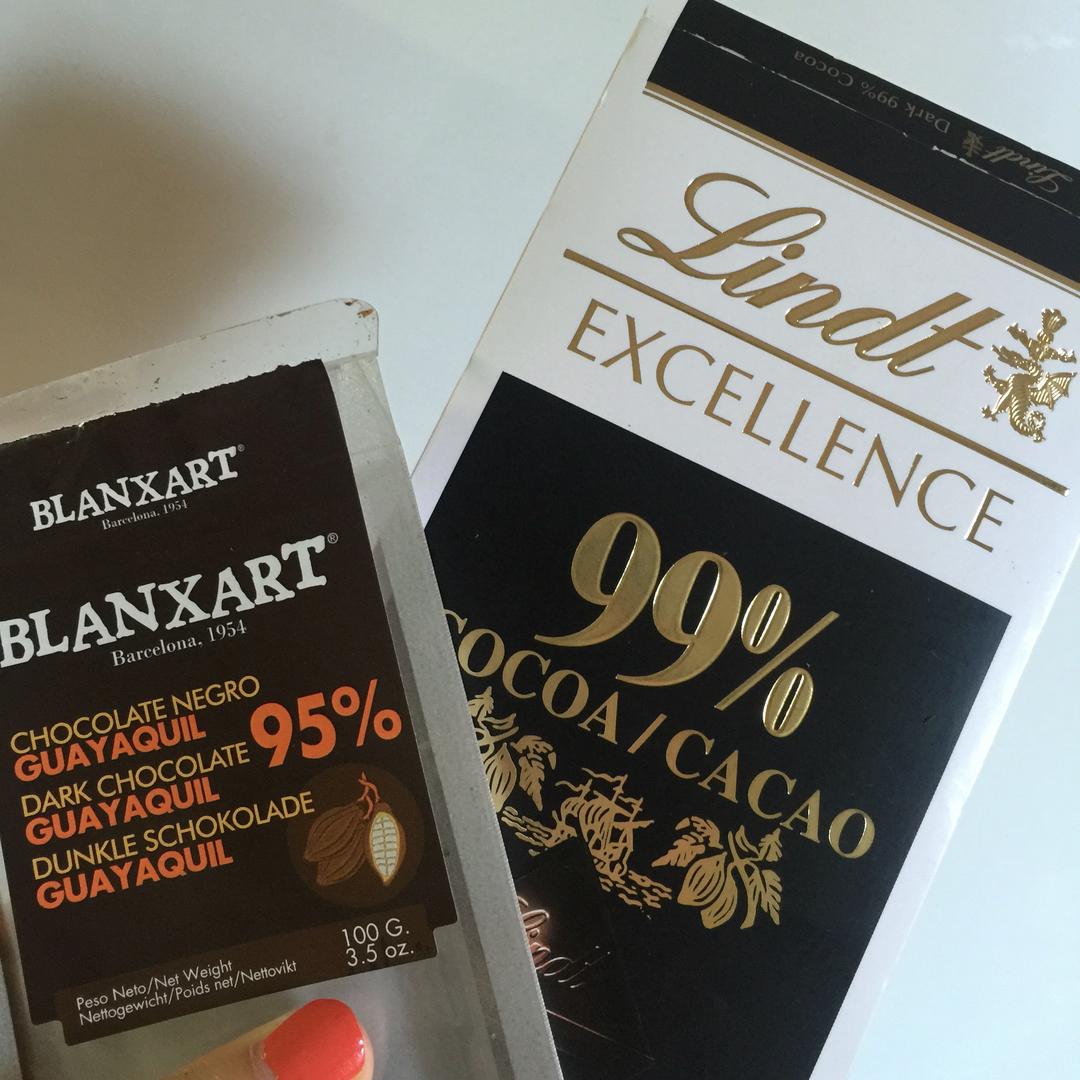 BLANXART®
Barcelona, 1954
BLANXART®
Barcelona, 1954
CHOCOLATE NEGRO
GUAYAQUIL
95%
DARK CHOCOLATE
GUAYAQUIL
DUNKLE SCHOKOLADE
GUAYAQUIL
100 G.
3.5 oz.
Peso Neto/Net Weight
Nettogewicht/Poids net/Nettovikt
Lindt Dark 99% Cocoa
Lindt
EXCELLENCE
99%
COCOA / CACAO
Lindt